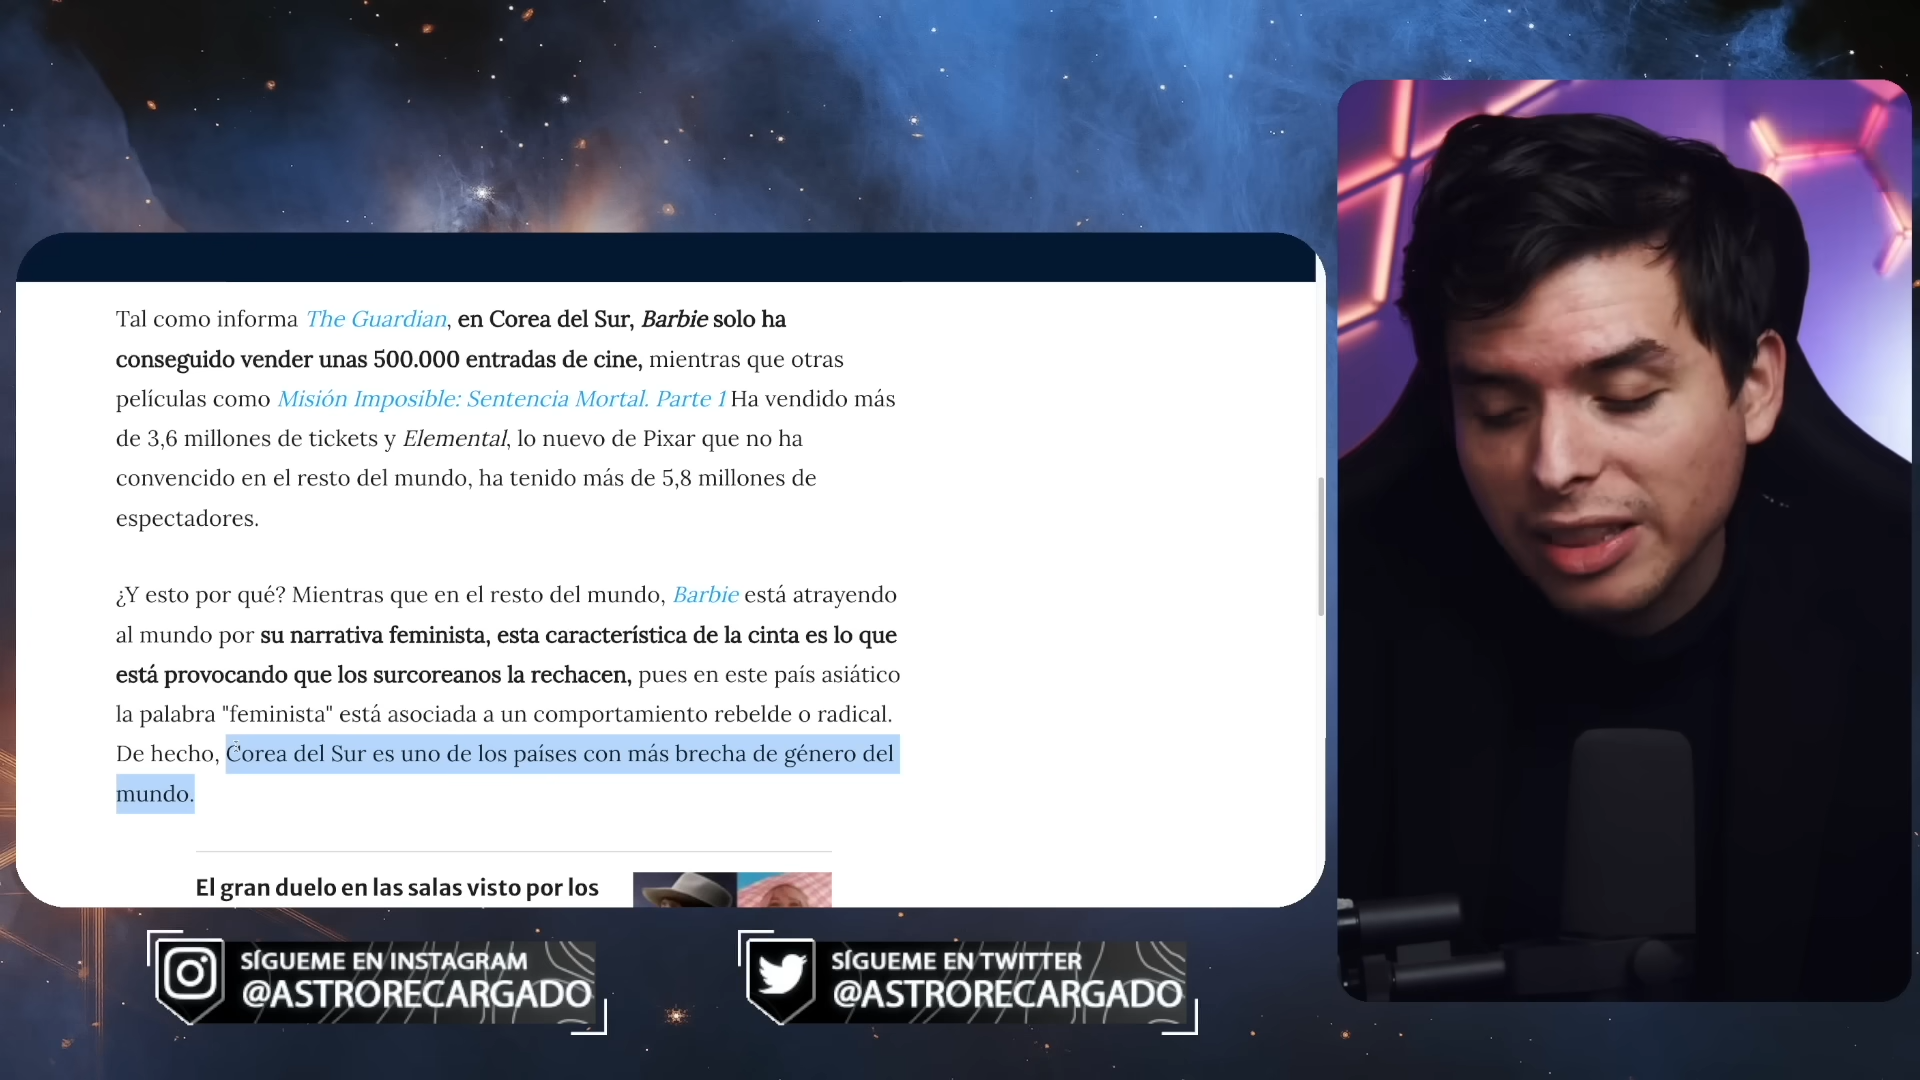 Tal como informa The Guardian, en Corea del Sur, Barbie solo ha
conseguido vender unas 500.000 entradas de cine, mientras que otras
películas como Misión Imposible: Sentencia Mortal. Parte 1 Ha vendido más
de 3,6 millones de tickets y Elemental, lo nuevo de Pixar que no ha
convencido en el resto del mundo, ha tenido más de 5,8 millones de
espectadores.
¿Y esto por qué? Mientras que en el resto del mundo, Barbie está atrayendo
al mundo por su narrativa feminista, esta característica de la cinta es lo que
está provocando que los surcoreanos la rechacen, pues en este país asiático
la palabra "feminista" está asociada a un comportamiento rebelde o radical.
De hecho, Corea del Sur es uno de los países con más brecha de género del
mundo.
El gran duelo en las salas visto por los
SÍGUEME EN INSTAGRAM
@ASTRORECARGADO
SÍGUEME EN TWITTER
@ASTRORECARGADO